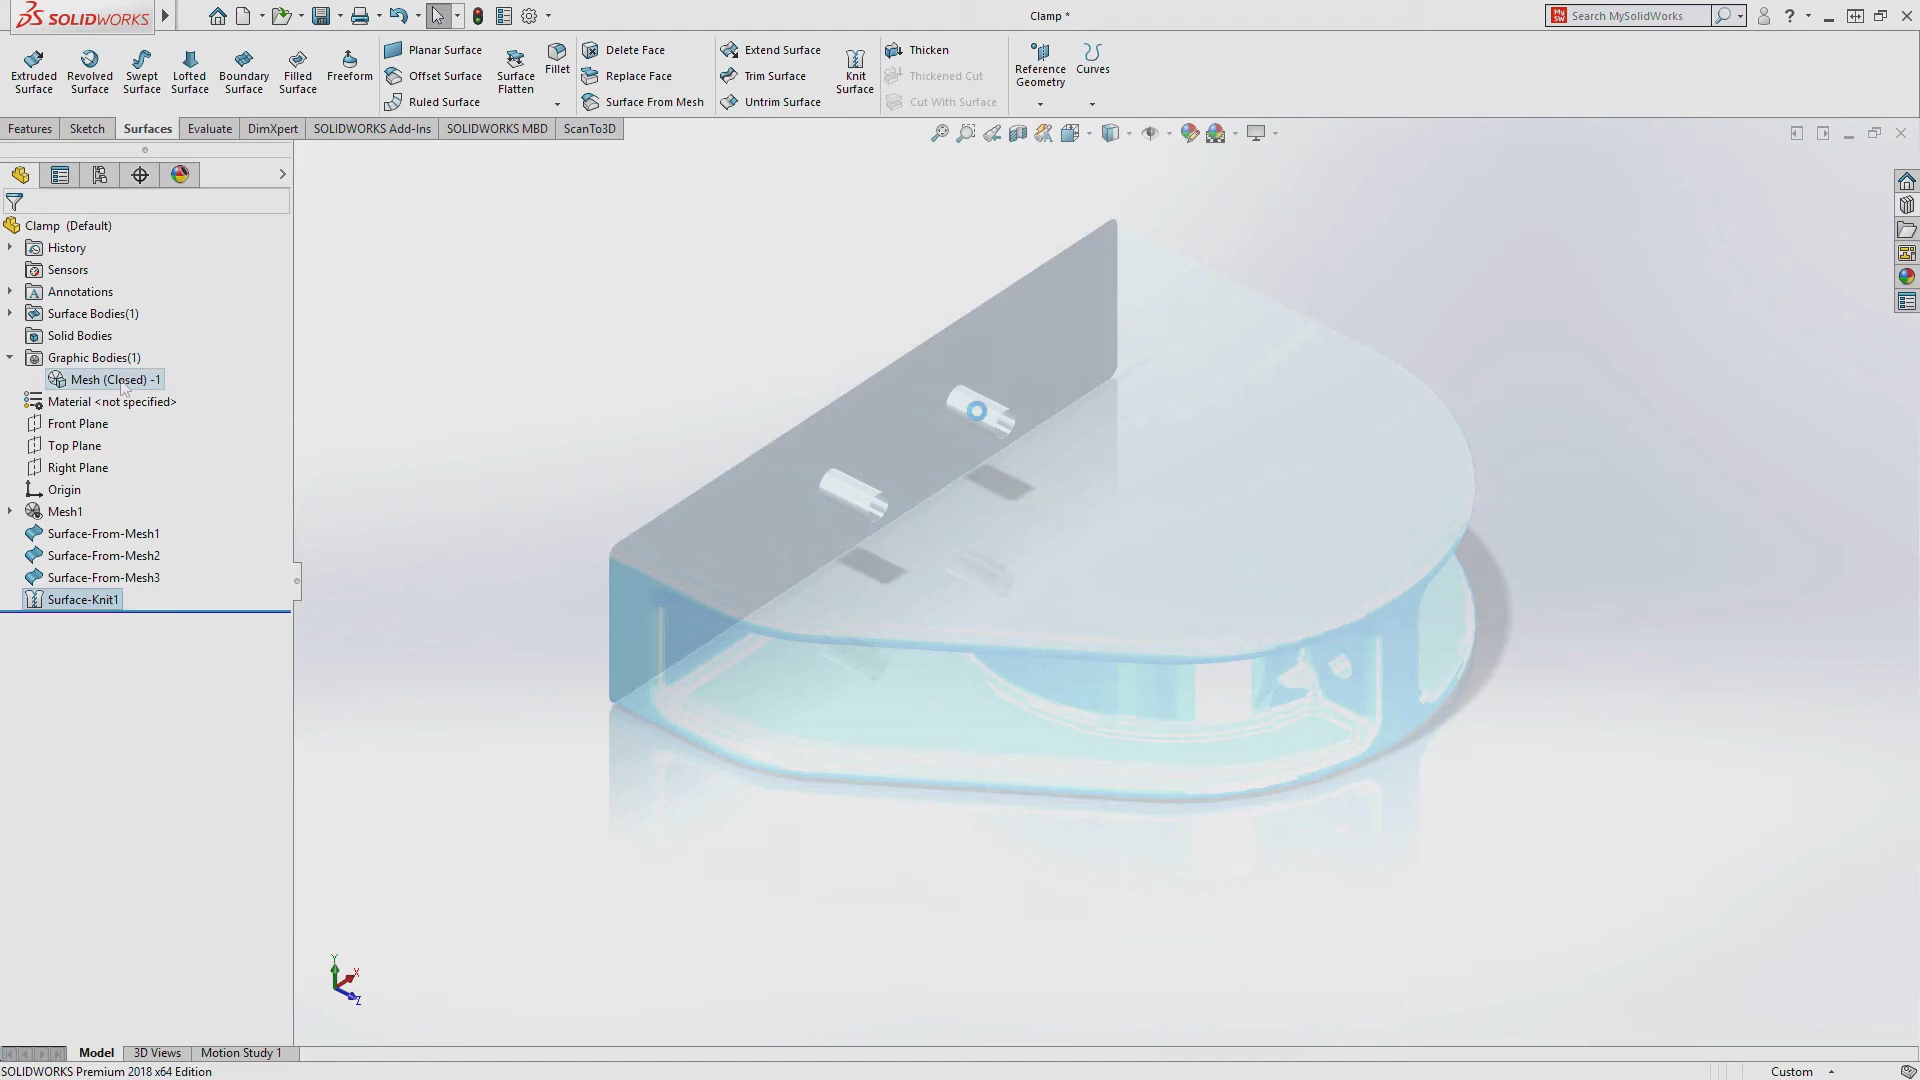 SOLIDWORKS
Clamp *
Search MySolidWorks
Extruded Surface
Revolved Surface
Swept Surface
Lofted Surface
Boundary Surface
Filled Surface
Freeform
Planar Surface
Offset Surface
Ruled Surface
Surface Flatten
Fillet
Delete Face
Replace Face
Surface From Mesh
Extend Surface
Trim Surface
Untrim Surface
Knit Surface
Thicken
Thickened Cut
Cut With Surface
Reference Geometry
Curves
Features
Sketch
Surfaces
Evaluate
DimXpert
SOLIDWORKS Add-Ins
SOLIDWORKS MBD
ScanTo3D
Clamp (Default)
History
Sensors
Annotations
Surface Bodies(1)
Solid Bodies
Graphic Bodies(1)
Mesh (Closed) -1
Material <not specified>
Front Plane
Top Plane
Right Plane
Origin
Mesh1
Surface-From-Mesh1
Surface-From-Mesh2
Surface-From-Mesh3
Surface-Knit1
Y
X
Z
Model
3D Views
Motion Study 1
SOLIDWORKS Premium 2018 x64 Edition
Custom